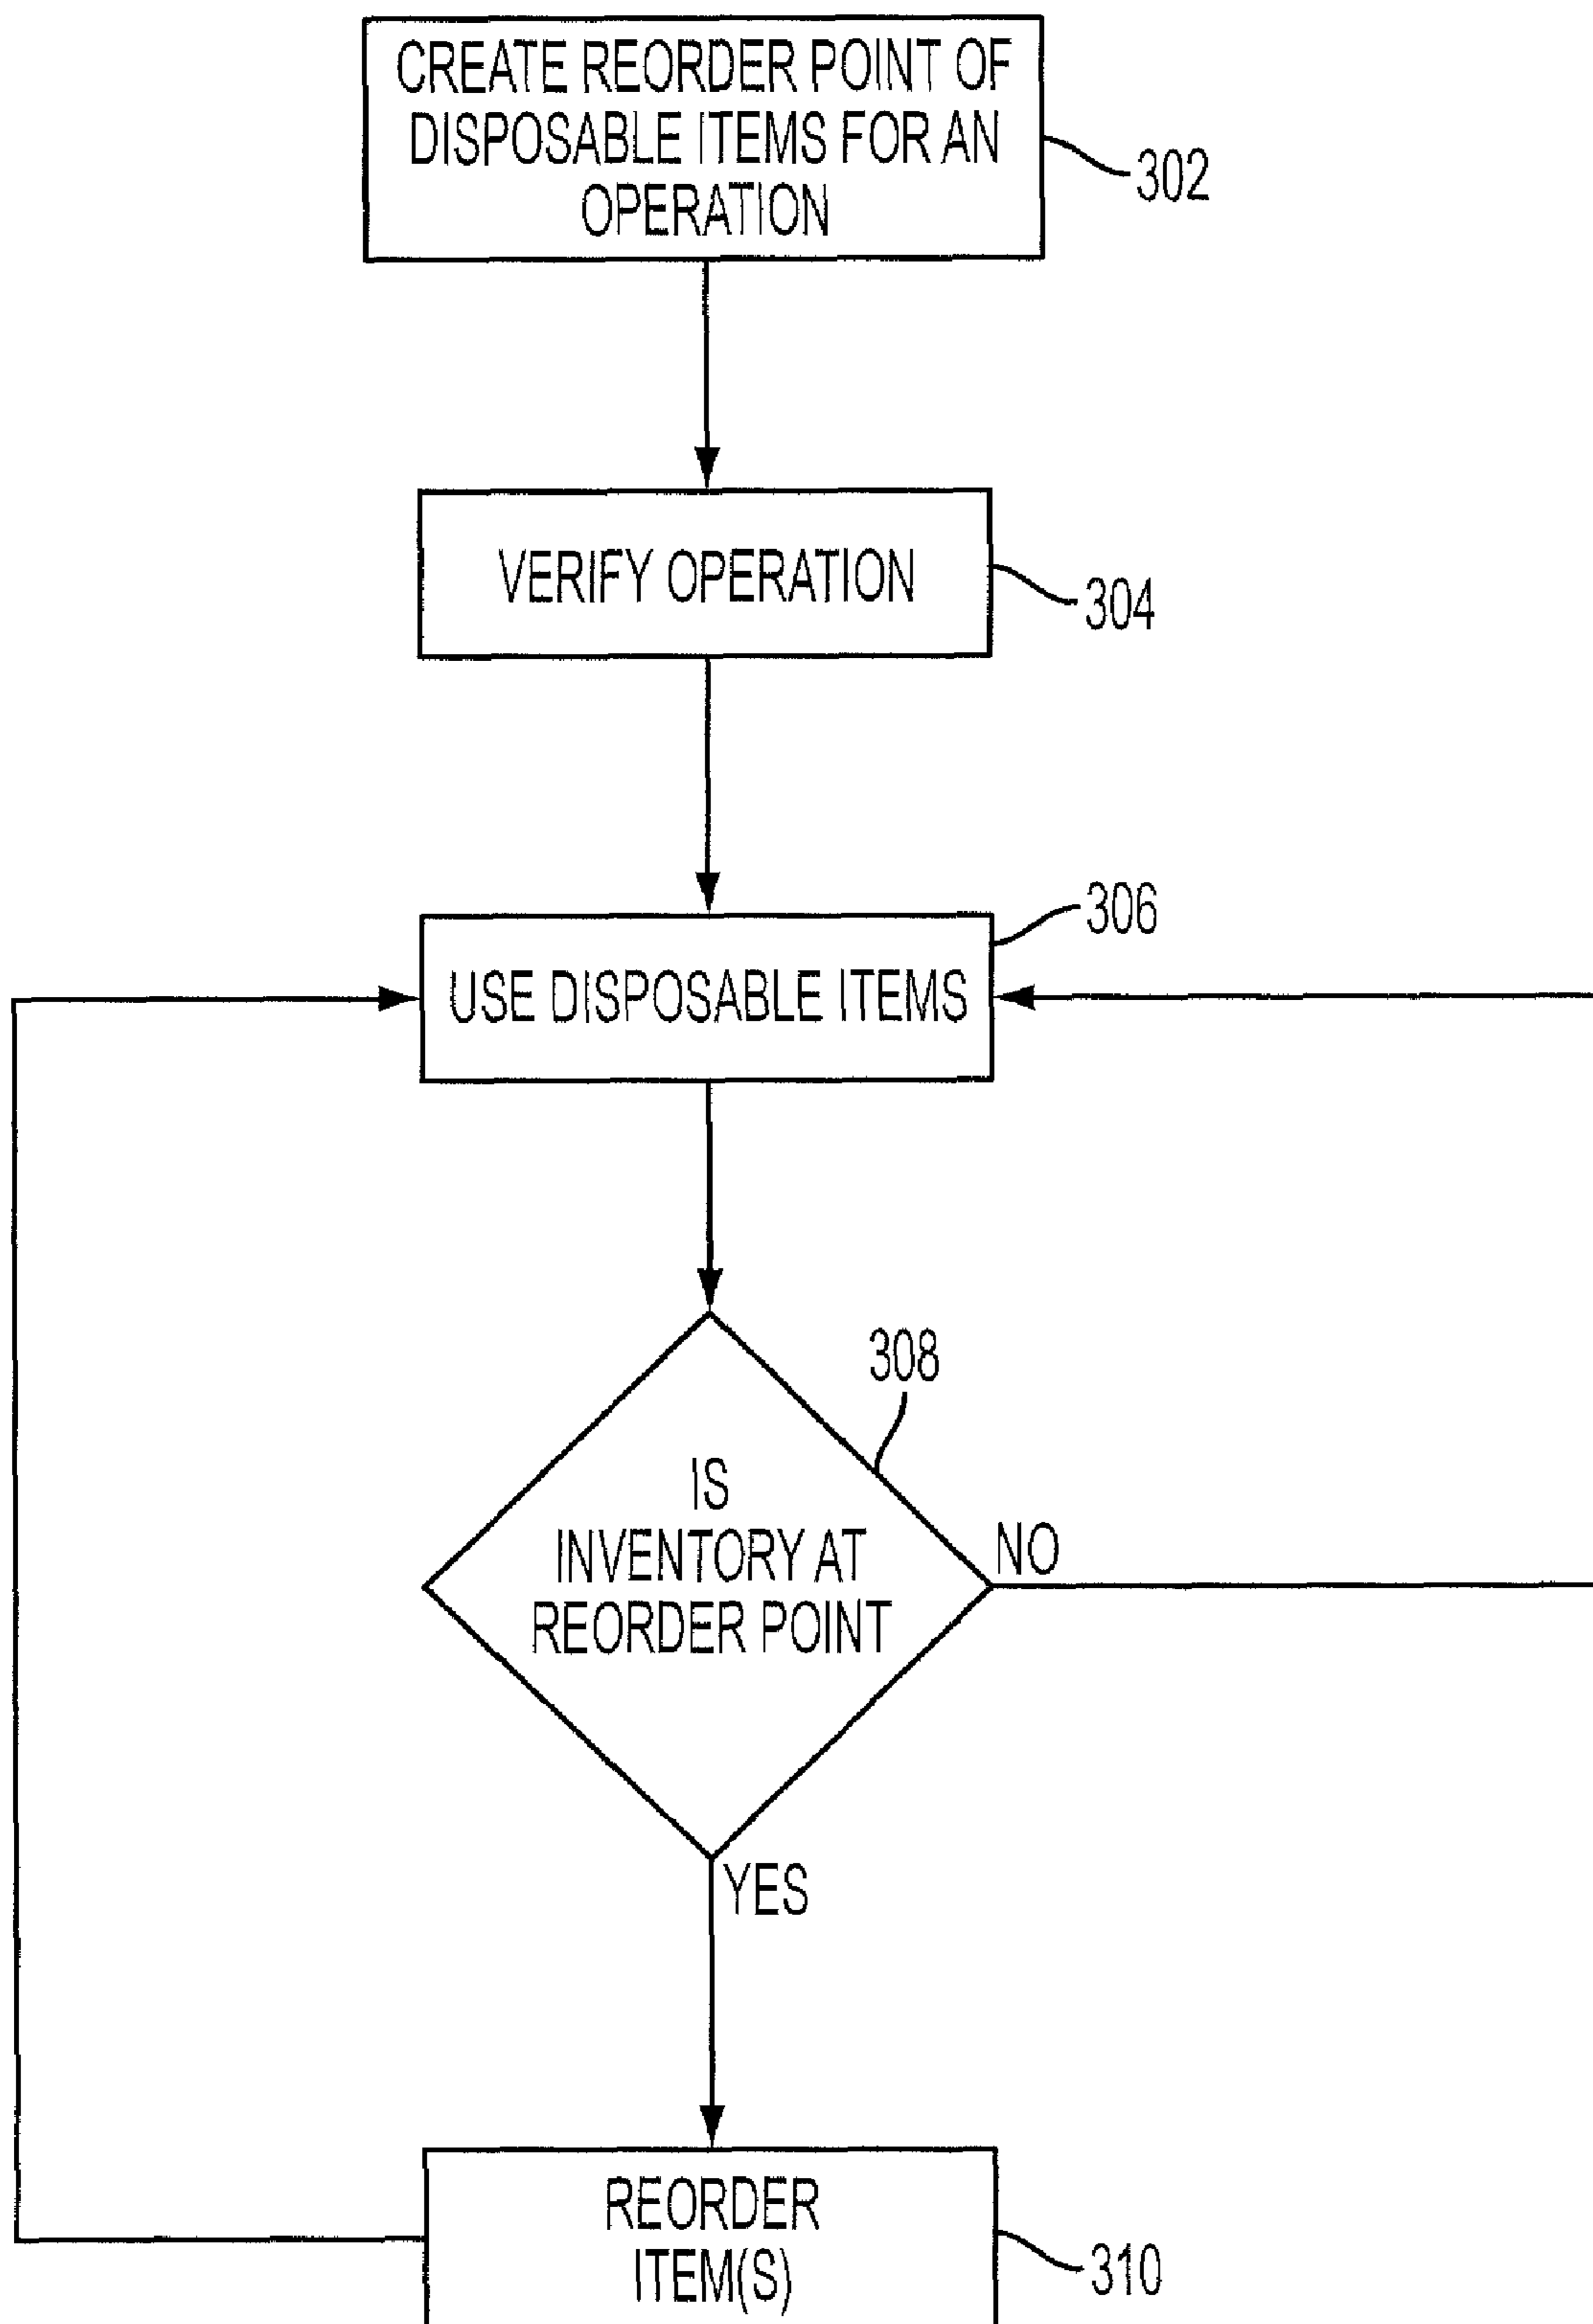 CREATE REORDER POINT OF
DISPOSABLE ITEMS FOR AN
OPERATION
302
VERIFY OPERATION
304
306
USE DISPOSABLE ITEMS
308
IS
INVENTORY AT
REORDER POINT
NO
YES
REORDER
ITEM(S)
310